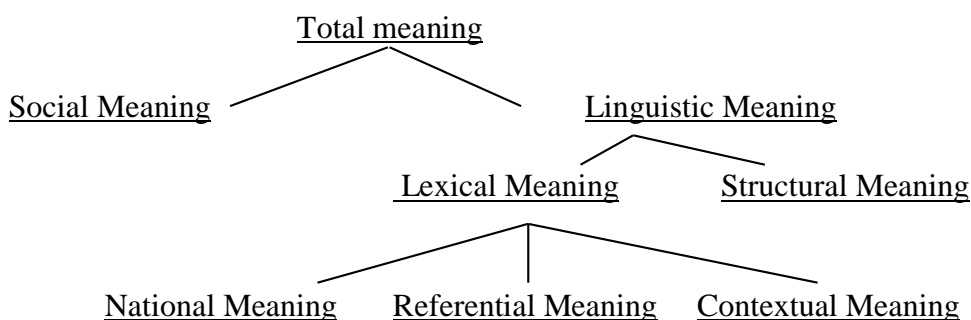 Total meaning
Social Meaning Linguistic Meaning
Lexical Meaning Structural Meaning
National Meaning Referential Meaning Contextual Meaning